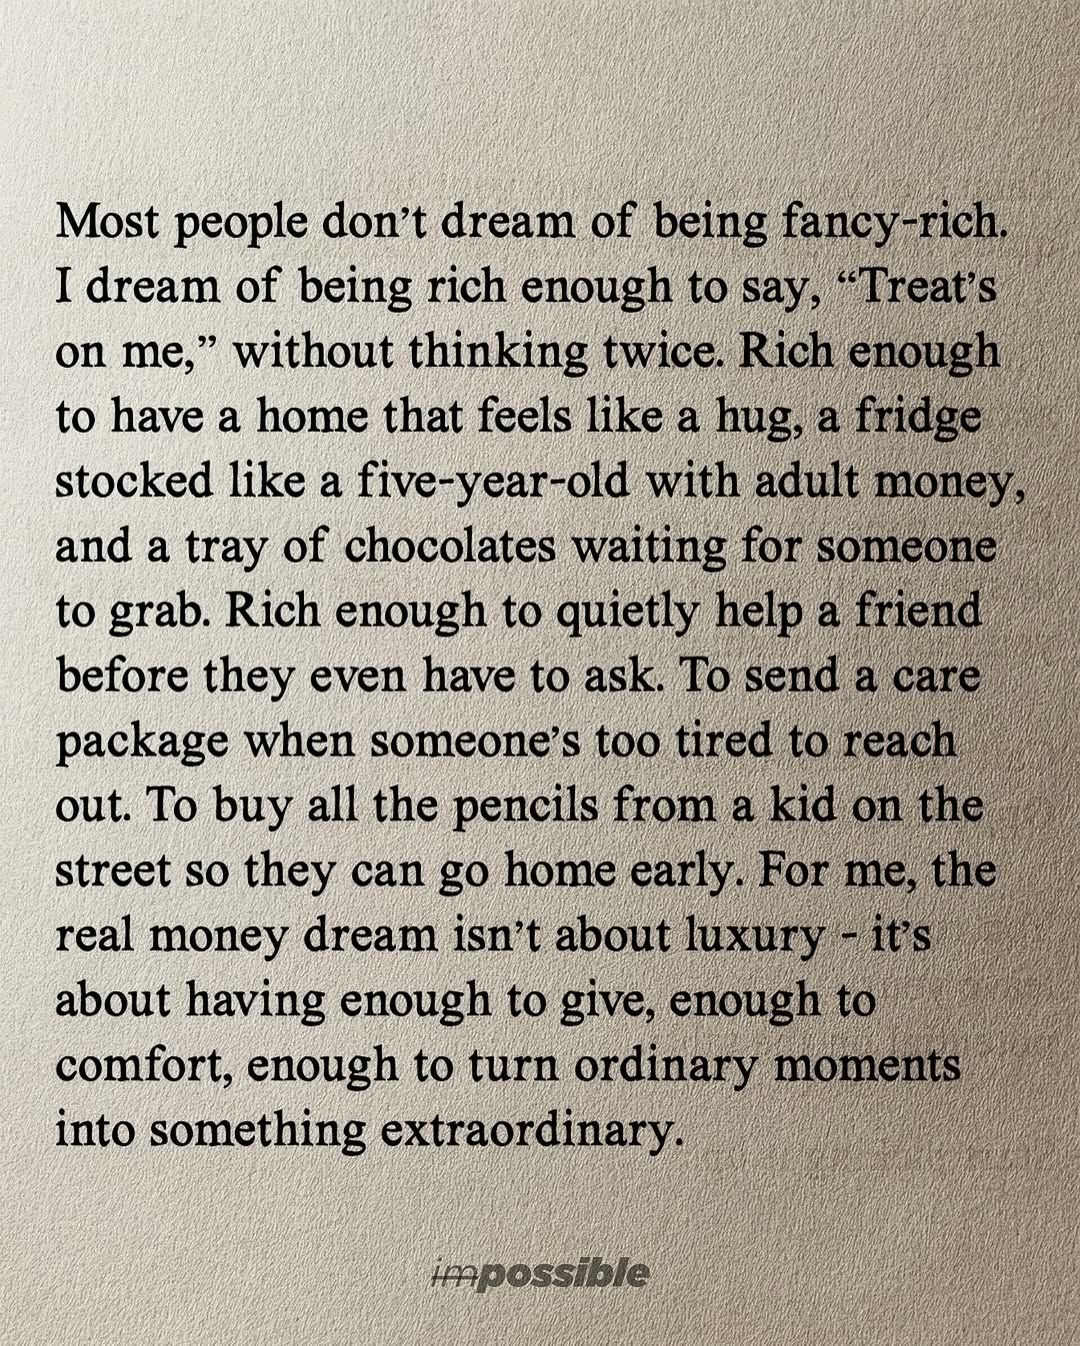 Most people don’t dream of being fancy-rich.
I dream of being rich enough to say, “Treat’s
on me,” without thinking twice. Rich enough
to have a home that feels like a hug, a fridge
stocked like a five-year-old with adult money,
and a tray of chocolates waiting for someone
to grab. Rich enough to quietly help a friend
before they even have to ask. To send a care
package when someone’s too tired to reach
out. To buy all the pencils from a kid on the
street so they can go home early. For me, the
real money dream isn’t about luxury - it’s
about having enough to give, enough to
comfort, enough to turn ordinary moments
into something extraordinary.
impossible